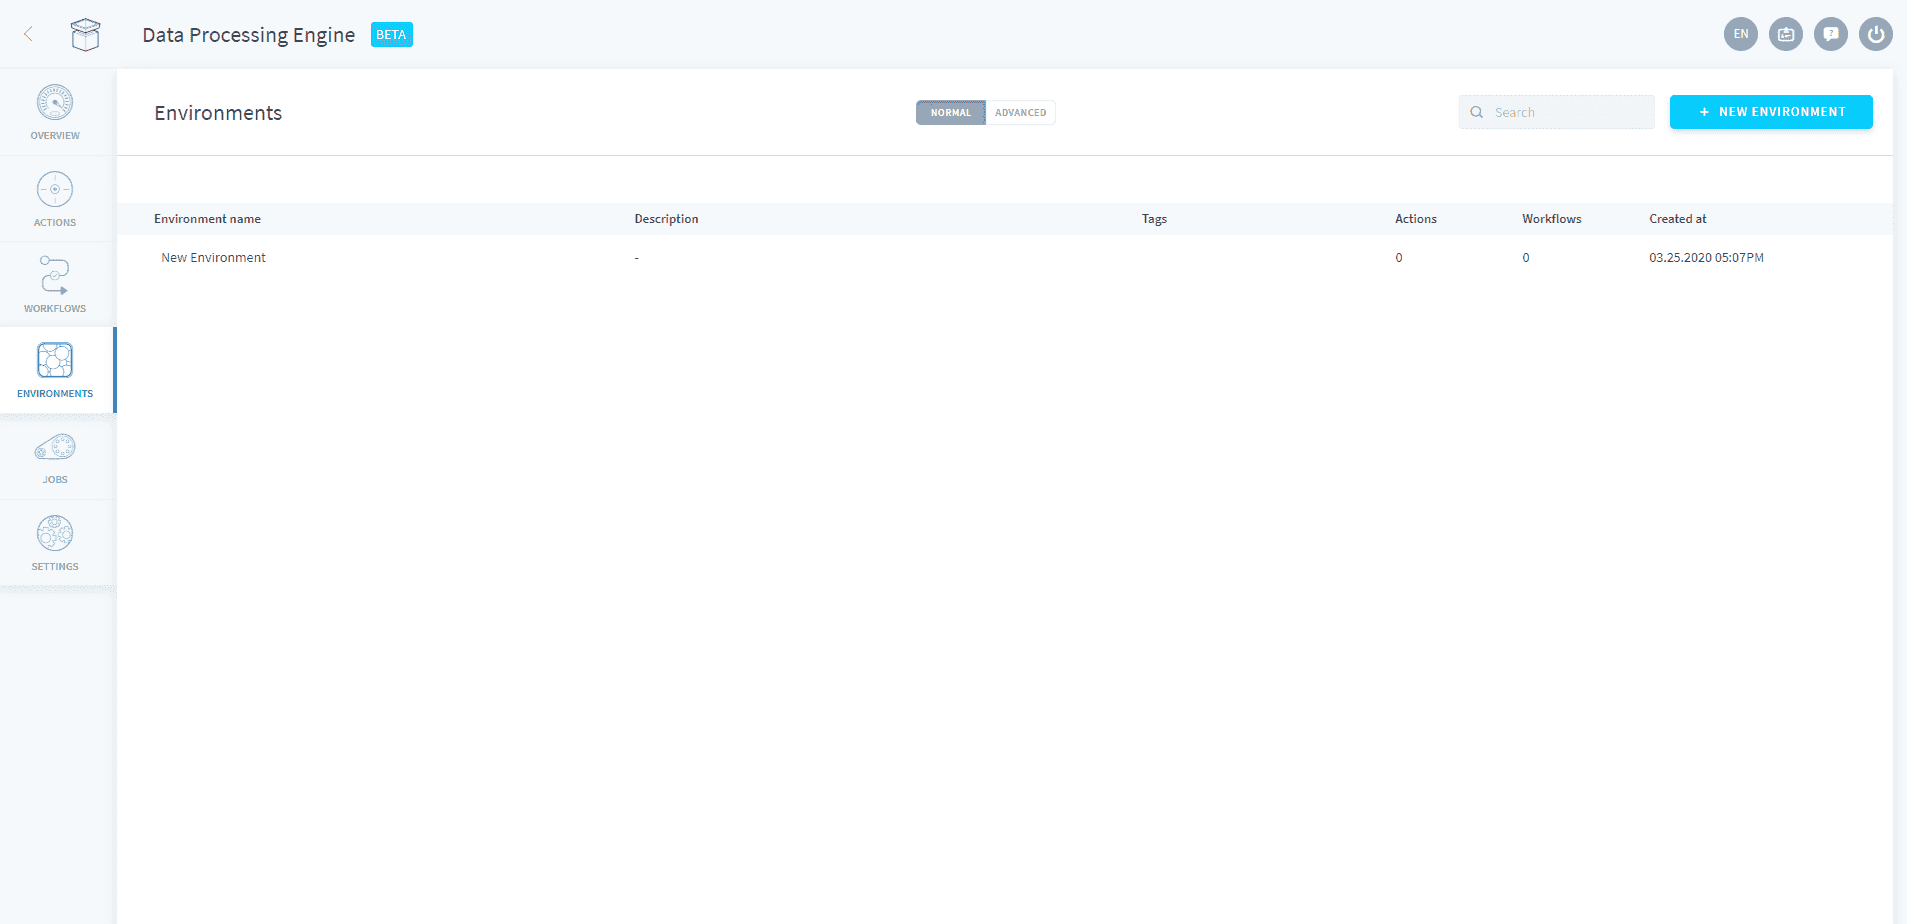 Data Processing Engine BETA
EN
?
OVERVIEW
ACTIONS
WORKFLOWS
ENVIRONMENTS
JOBS
SETTINGS
Environments
NORMAL ADVANCED
Search
+ NEW ENVIRONMENT
Environment name Description Tags Actions Workflows Created at
New Environment - 0 0 03.25.2020 05:07PM